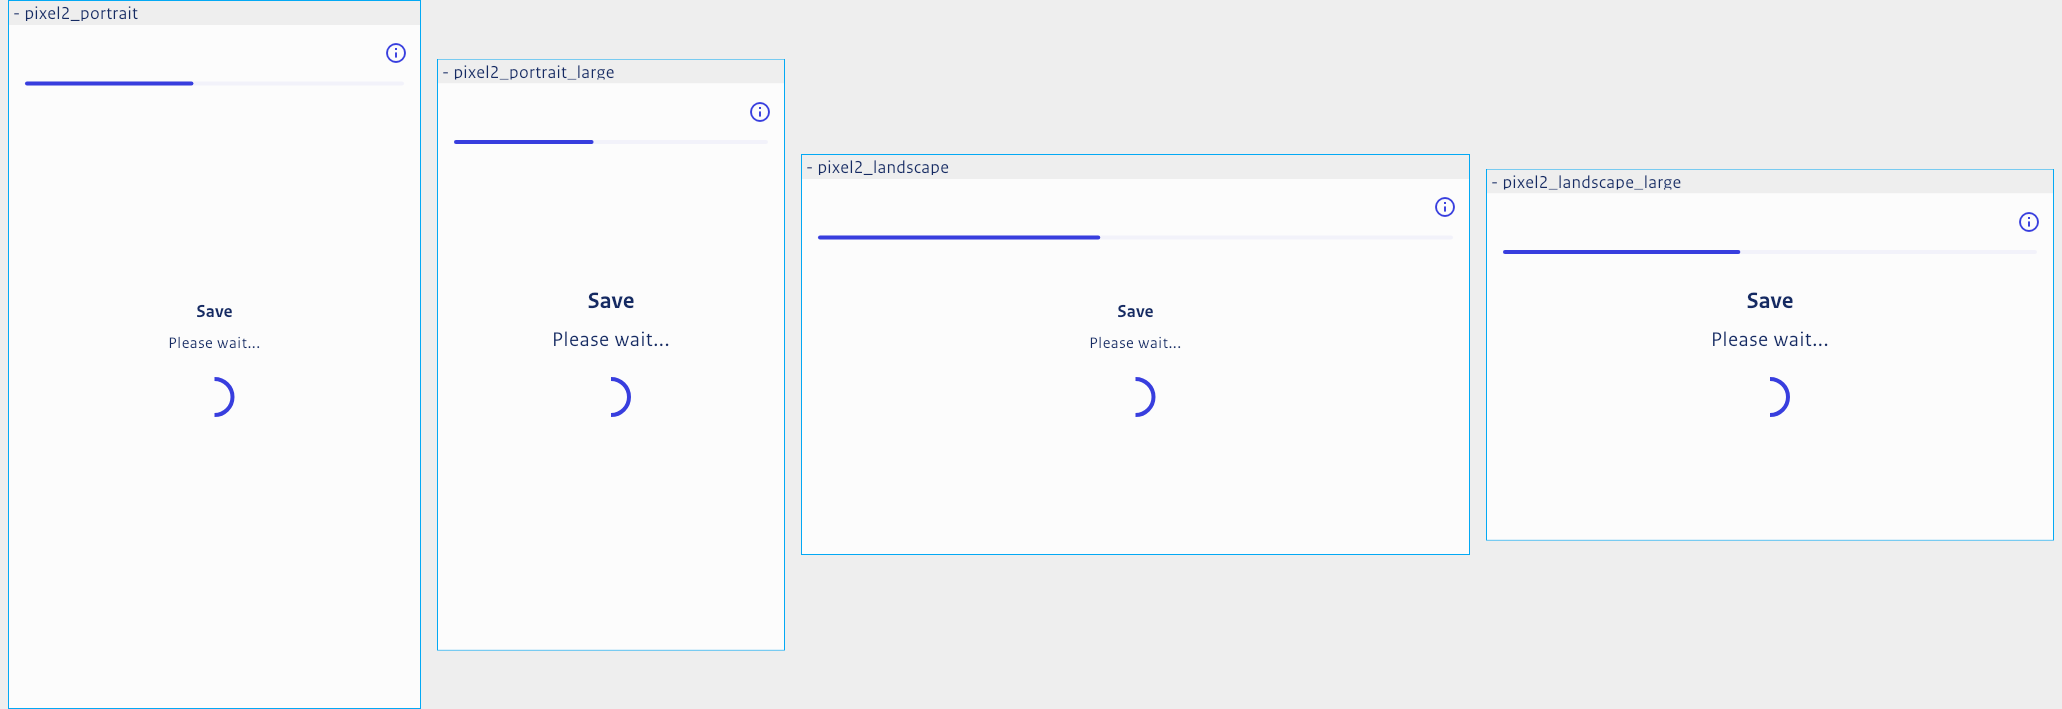 - pixel2_portrait
Save
Please wait...
- pixel2_portrait_large
Save
Please wait...
- pixel2_landscape
Save
Please wait...
- pixel2_landscape_large
Save
Please wait...